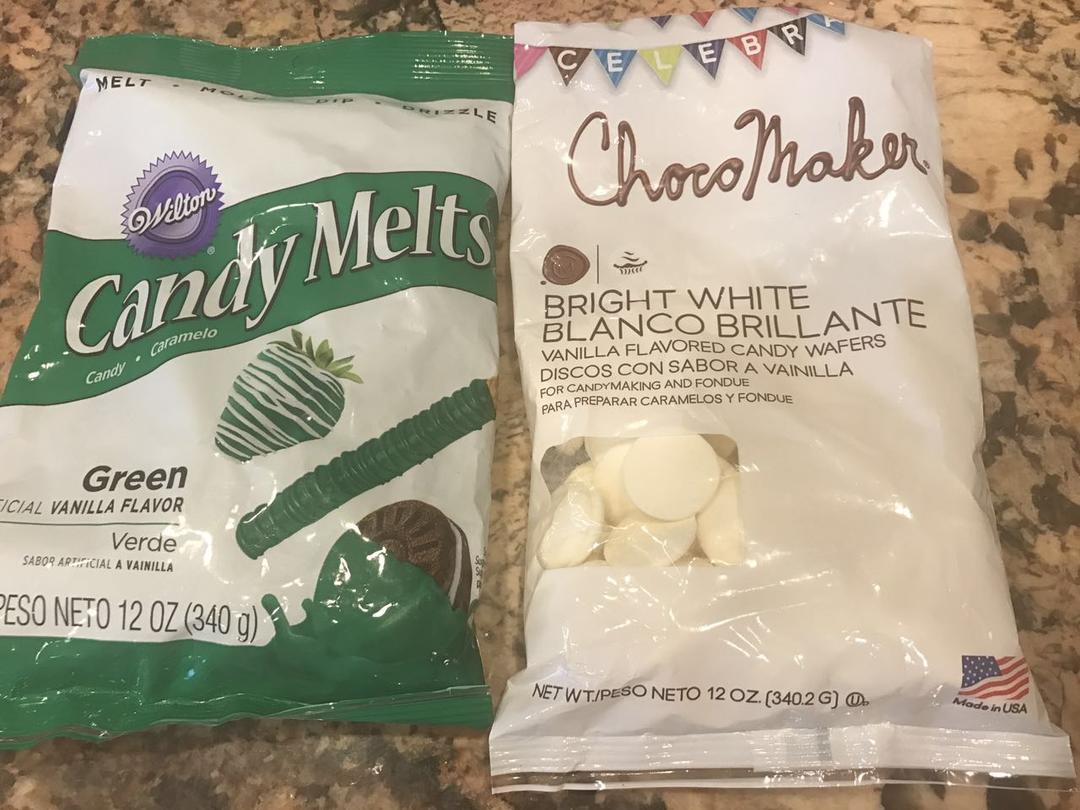 MELT • MOLD • DIP • DRIZZLE
Wilton
Candy Melts
Candy • Caramelo
Green
VANILLA FLAVOR
Verde
SABOR ARTIFICIAL A VAINILLA
PESO NETO 12 OZ (340 g)
CELEBR
ChocoMaker
BRIGHT WHITE
BLANCO BRILLANTE
VANILLA FLAVORED CANDY WAFERS
DISCOS CON SABOR A VAINILLA
FOR CANDYMAKING AND FONDUE
PARA PREPARAR CARAMELOS Y FONDUE
NET WT./PESO NETO 12 OZ. (340.2 G) U
Made in USA